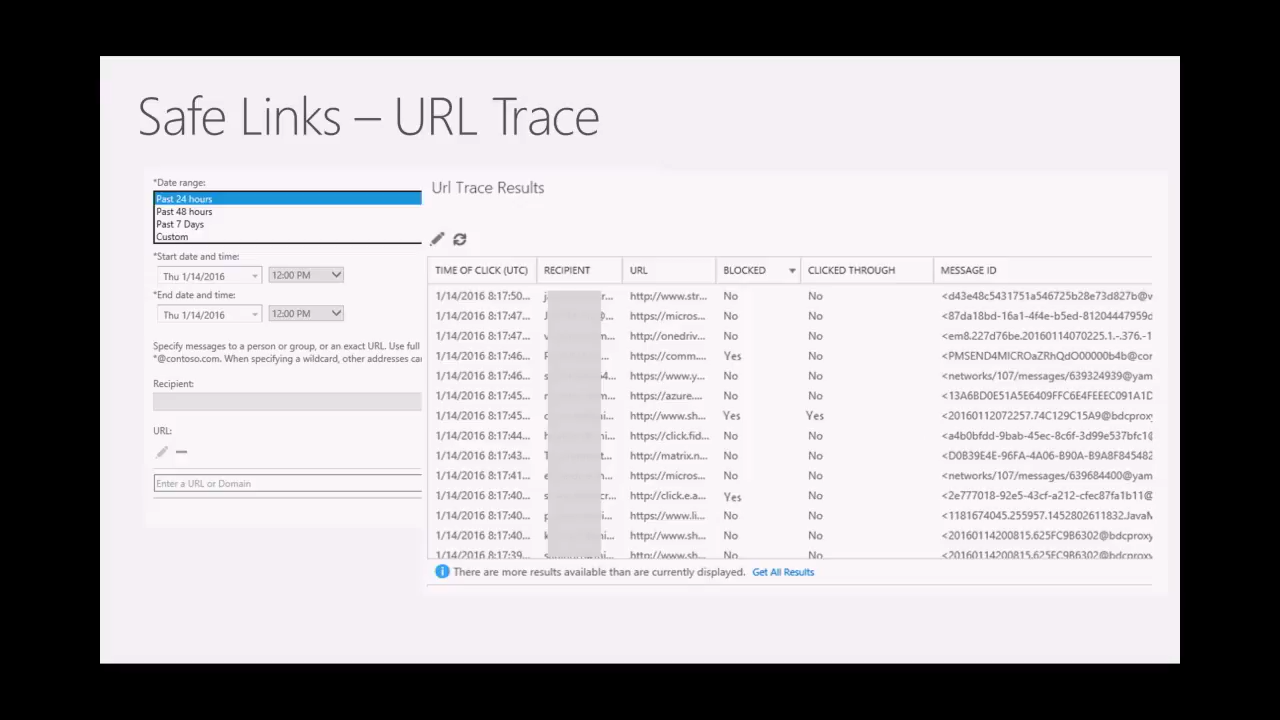 Safe Links – URL Trace
*Date range:
Past 24 hours
Past 48 hours
Past 7 Days
Custom
*Start date and time:
Thu 1/14/2016 12:00 PM
*End date and time:
Thu 1/14/2016 12:00 PM
Specify messages to a person or group, or an exact URL. Use full
*@contoso.com. When specifying a wildcard, other addresses ca
Recipient:
URL:
Enter a URL or Domain
Url Trace Results
TIME OF CLICK (UTC) RECIPIENT URL BLOCKED CLICKED THROUGH MESSAGE ID
1/14/2016 8:17:50... http://www.str... No No <d43e48c5431751a546725b28e73d827b@v
1/14/2016 8:17:47... https://micros... No No <87da18bd-16a1-4f4e-b5ed-81204447959d
1/14/2016 8:17:47... http://onedriv... No No <em8.227d76be.20160114070225.1.-.376.-1
1/14/2016 8:17:46... https://comm.... Yes No <PMSEND4MICROaZRhQdO00000b4b@cor
1/14/2016 8:17:46... https://www.y... No No <networks/107/messages/639324939@yam
1/14/2016 8:17:45... https://azure.... No No <13A6BD0E51A5E6409FFC6E4FEEEC091A1D
1/14/2016 8:17:45... http://www.sh... Yes Yes <20160112072257.74C129C15A9@bdcproxy
1/14/2016 8:17:44... https://click.fid... No No <a4b0bfdd-9bab-45ec-8c6f-3d99e537bfc1@
1/14/2016 8:17:43... http://matrix.n... No No <D0B39E4E-96FA-4A06-B90A-B9A8F845482
1/14/2016 8:17:41... https://micros... No No <networks/107/messages/639684400@yam
1/14/2016 8:17:40... http://click.e.a... Yes No <2e777018-92e5-43cf-a212-cfec87fa1b11@
1/14/2016 8:17:40... https://www.li... No No <1181674045.255957.1452802611832.JavaM
1/14/2016 8:17:40... http://www.sh... No No <20160114200815.625FC9B6302@bdcproxy
1/14/2016 8:17:39... http://www.sh... No No <20160114200815.625FC9B6302@bdcproxy
There are more results available than are currently displayed. Get All Results